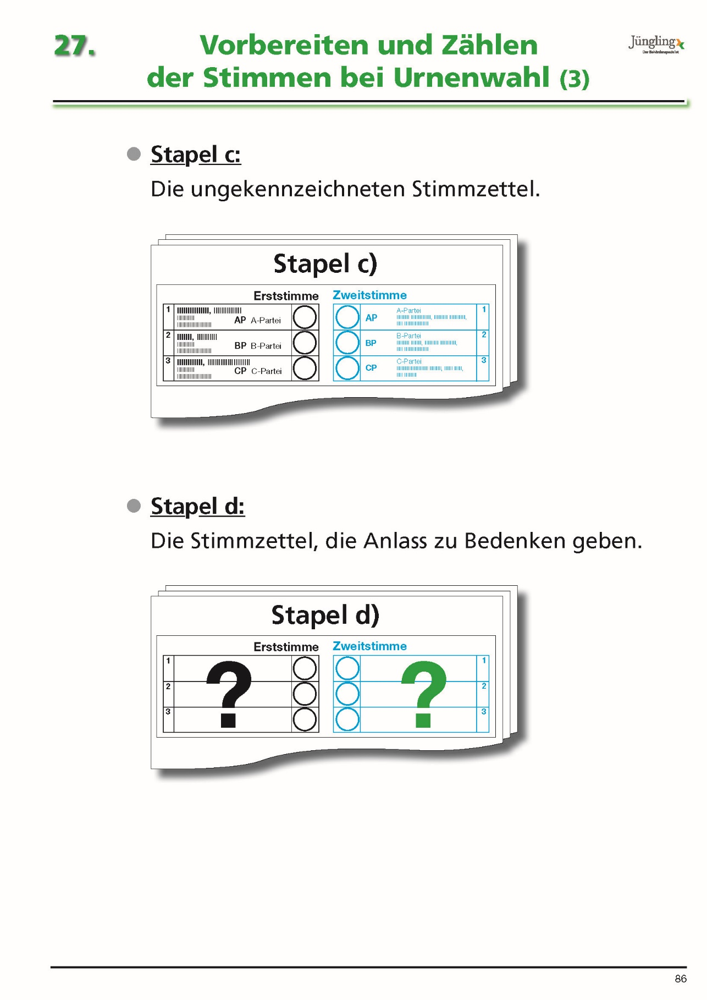 27.
Vorbereiten und Zählen
der Stimmen bei Urnenwahl (3)
Jüngling
Der Behördenspezialist
Stapel c:
Die ungekennzeichneten Stimmzettel.
Stapel c)
Erststimme Zweitstimme
1 AP A-Partei AP A-Partei 1
2 BP B-Partei BP B-Partei 2
3 CP C-Partei CP C-Partei 3
Stapel d:
Die Stimmzettel, die Anlass zu Bedenken geben.
Stapel d)
Erststimme Zweitstimme
1 1
2 ? ? 2
3 3
86